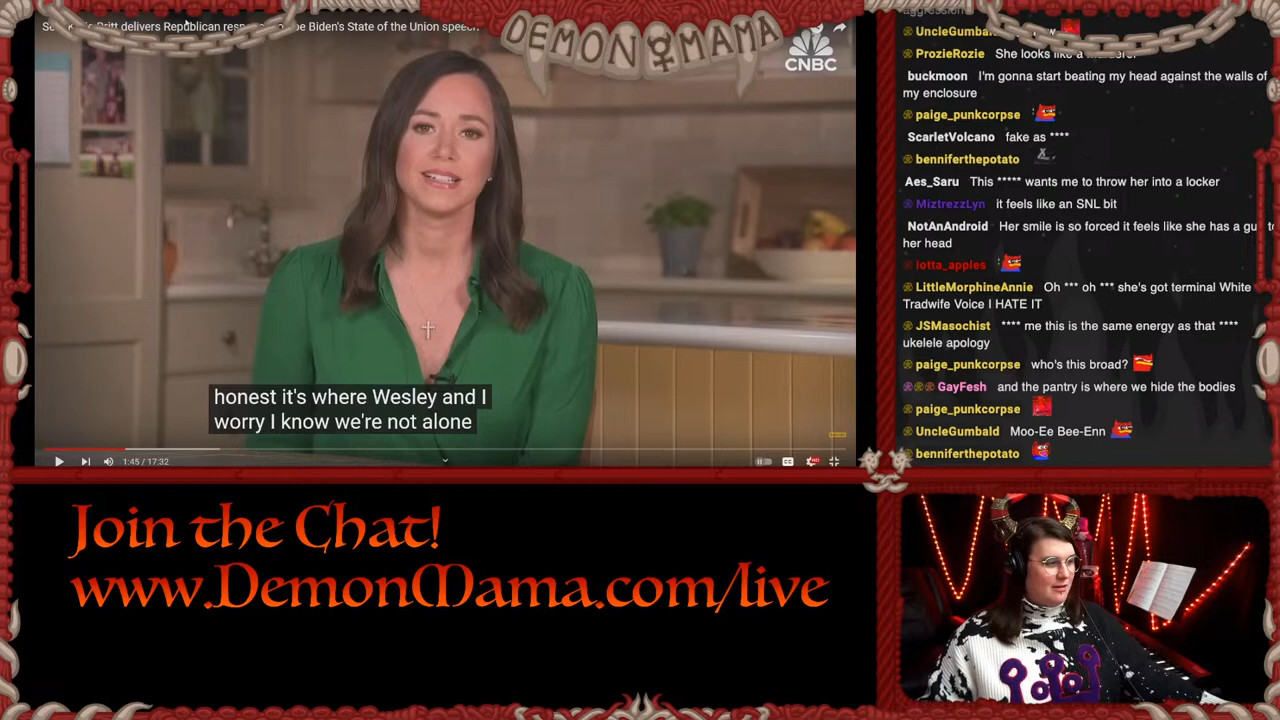 Britt delivers Republican Biden's State of the Union speech
DEMON MAMA
CNBC
honest it's where Wesley and I
worry I know we're not alone
1:45 / 17:32
CC
HD
UncleGumbald
ProzieRozie She looks like a
buckmoon I'm gonna start beating my head against the walls of
my enclosure
paige_punkcorpse
ScarletVolcano fake as ****
benniferthepotato
Aes_Saru This ***** wants me to throw her into a locker
MiztrezzLyn it feels like an SNL bit
NotAnAndroid Her smile is so forced it feels like she has a to
her head
lotta_apples
LittleMorphineAnnie Oh *** oh *** she's got terminal White
Tradwife Voice I HATE IT
JSMasochist **** me this is the same energy as that ****
ukelele apology
paige_punkcorpse who's this broad?
GayFesh and the pantry is where we hide the bodies
paige_punkcorpse
UncleGumbald Moo-Ee Bee-Enn
benniferthepotato
Join the Chat!
www.DemonMama.com/live